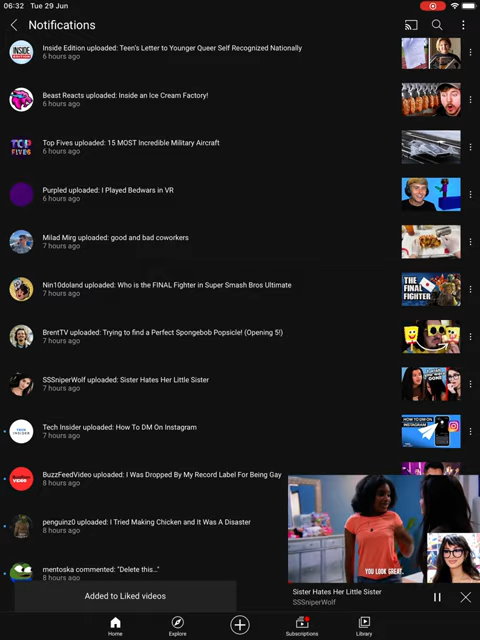 06:32 Tue 29 Jun
Notifications
Inside Edition uploaded: Teen's Letter to Younger Queer Self Recognized Nationally
6 hours ago
INSIDE
EDITION
Beast Reacts uploaded: Inside an Ice Cream Factory!
6 hours ago
Top Fives uploaded: 15 MOST Incredible Military Aircraft
6 hours ago
TOP
FIVES
Purpled uploaded: I Played Bedwars in VR
6 hours ago
Milad Mirg uploaded: good and bad coworkers
7 hours ago
Nin10doland uploaded: Who is the FINAL Fighter in Super Smash Bros Ultimate
7 hours ago
THE
FINAL
FIGHTER
BrentTV uploaded: Trying to find a Perfect Spongebob Popsicle! (Opening 5!)
7 hours ago
SSSniperWolf uploaded: Sister Hates Her Little Sister
7 hours ago
Tech Insider uploaded: How To DM On Instagram
7 hours ago
TECH
INSIDER
HOW TO DM ON
INSTAGRAM
BuzzFeedVideo uploaded: I Was Dropped By My Record Label For Being Gay
8 hours ago
VIDEO
penguinz0 uploaded: I Tried Making Chicken and It Was A Disaster
8 hours ago
YOU LOOK GREAT.
mentoska commented: "Delete this..."
8 hours ago
Added to Liked videos
Sister Hates Her Little Sister
SSSniperWolf
Home
Explore
Subscriptions
Library